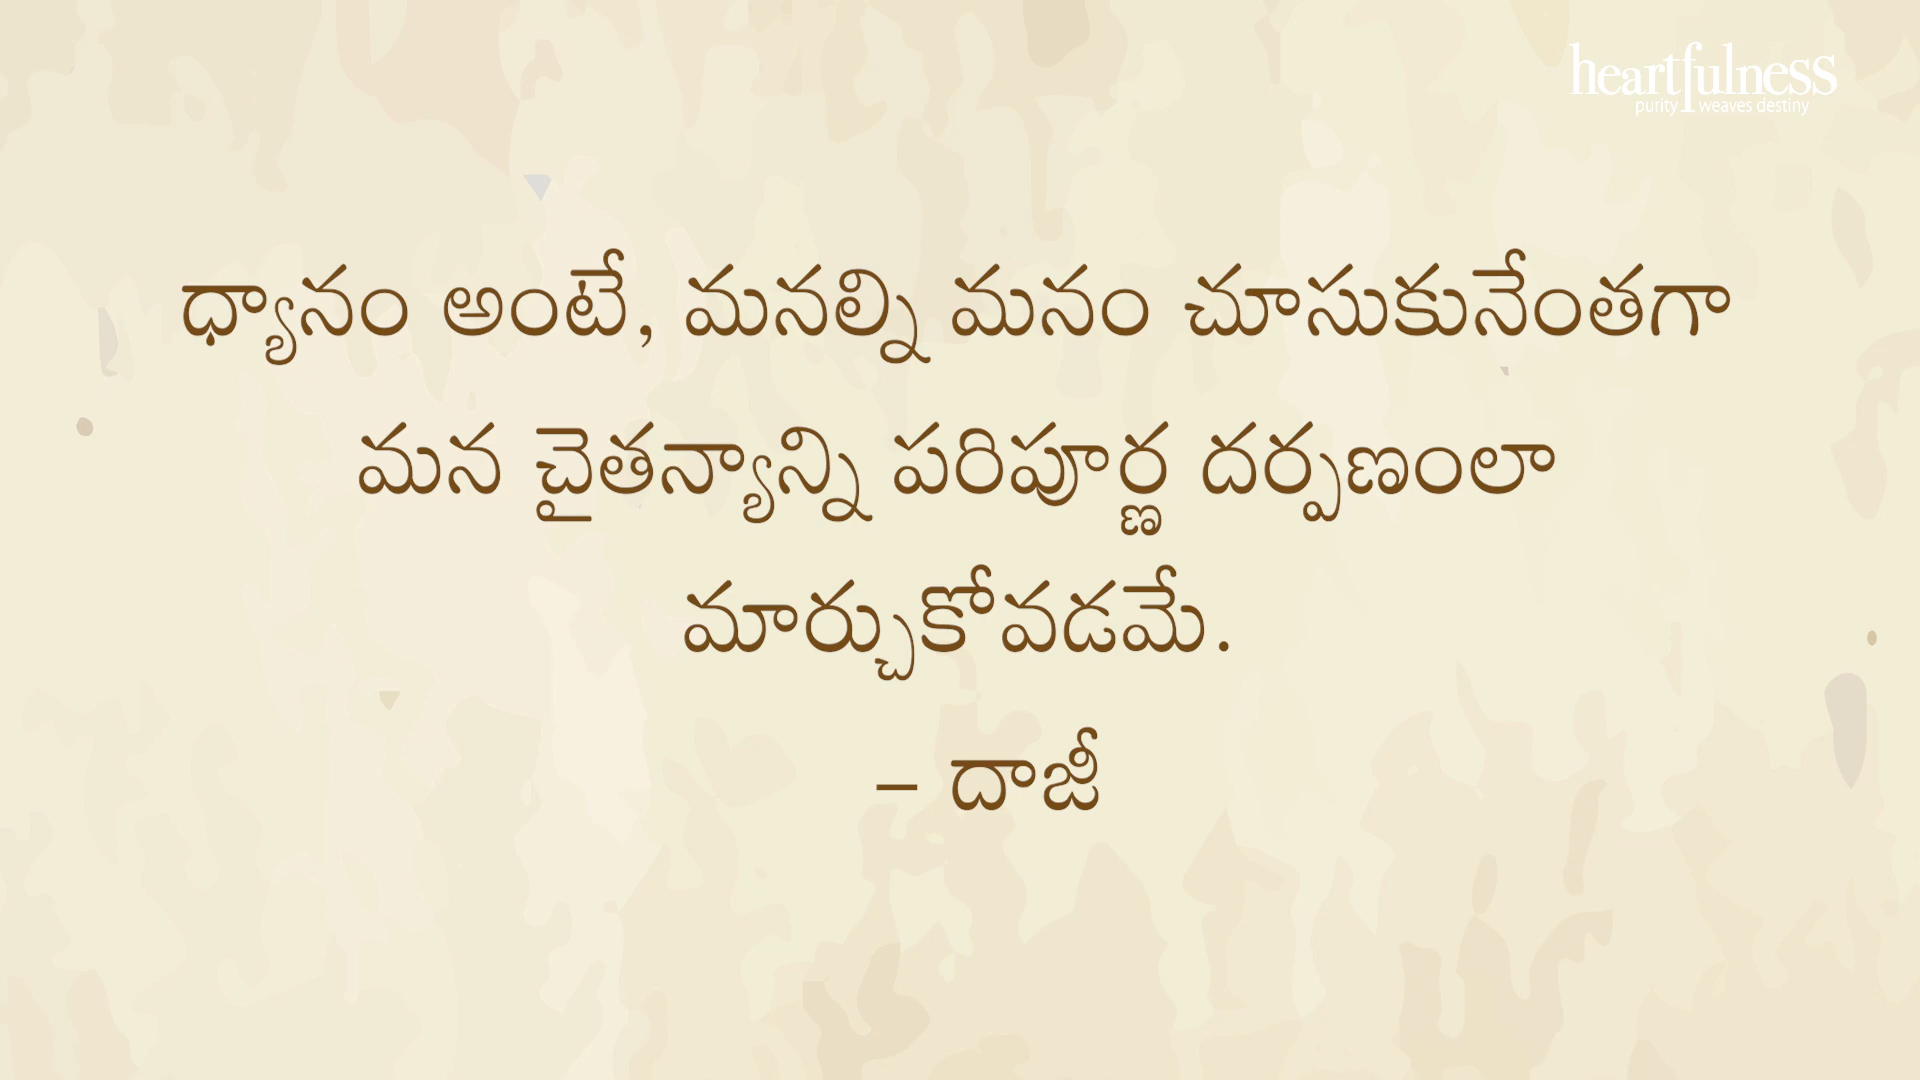 heartfulness
purity weaves destiny
ధ్యానం అంటే, మనల్ని మనం చూసుకునేంతగా
మన చైతన్యాన్ని పరిపూర్ణ దర్పణంలా
మార్చుకోవడమే.
– దాజీ